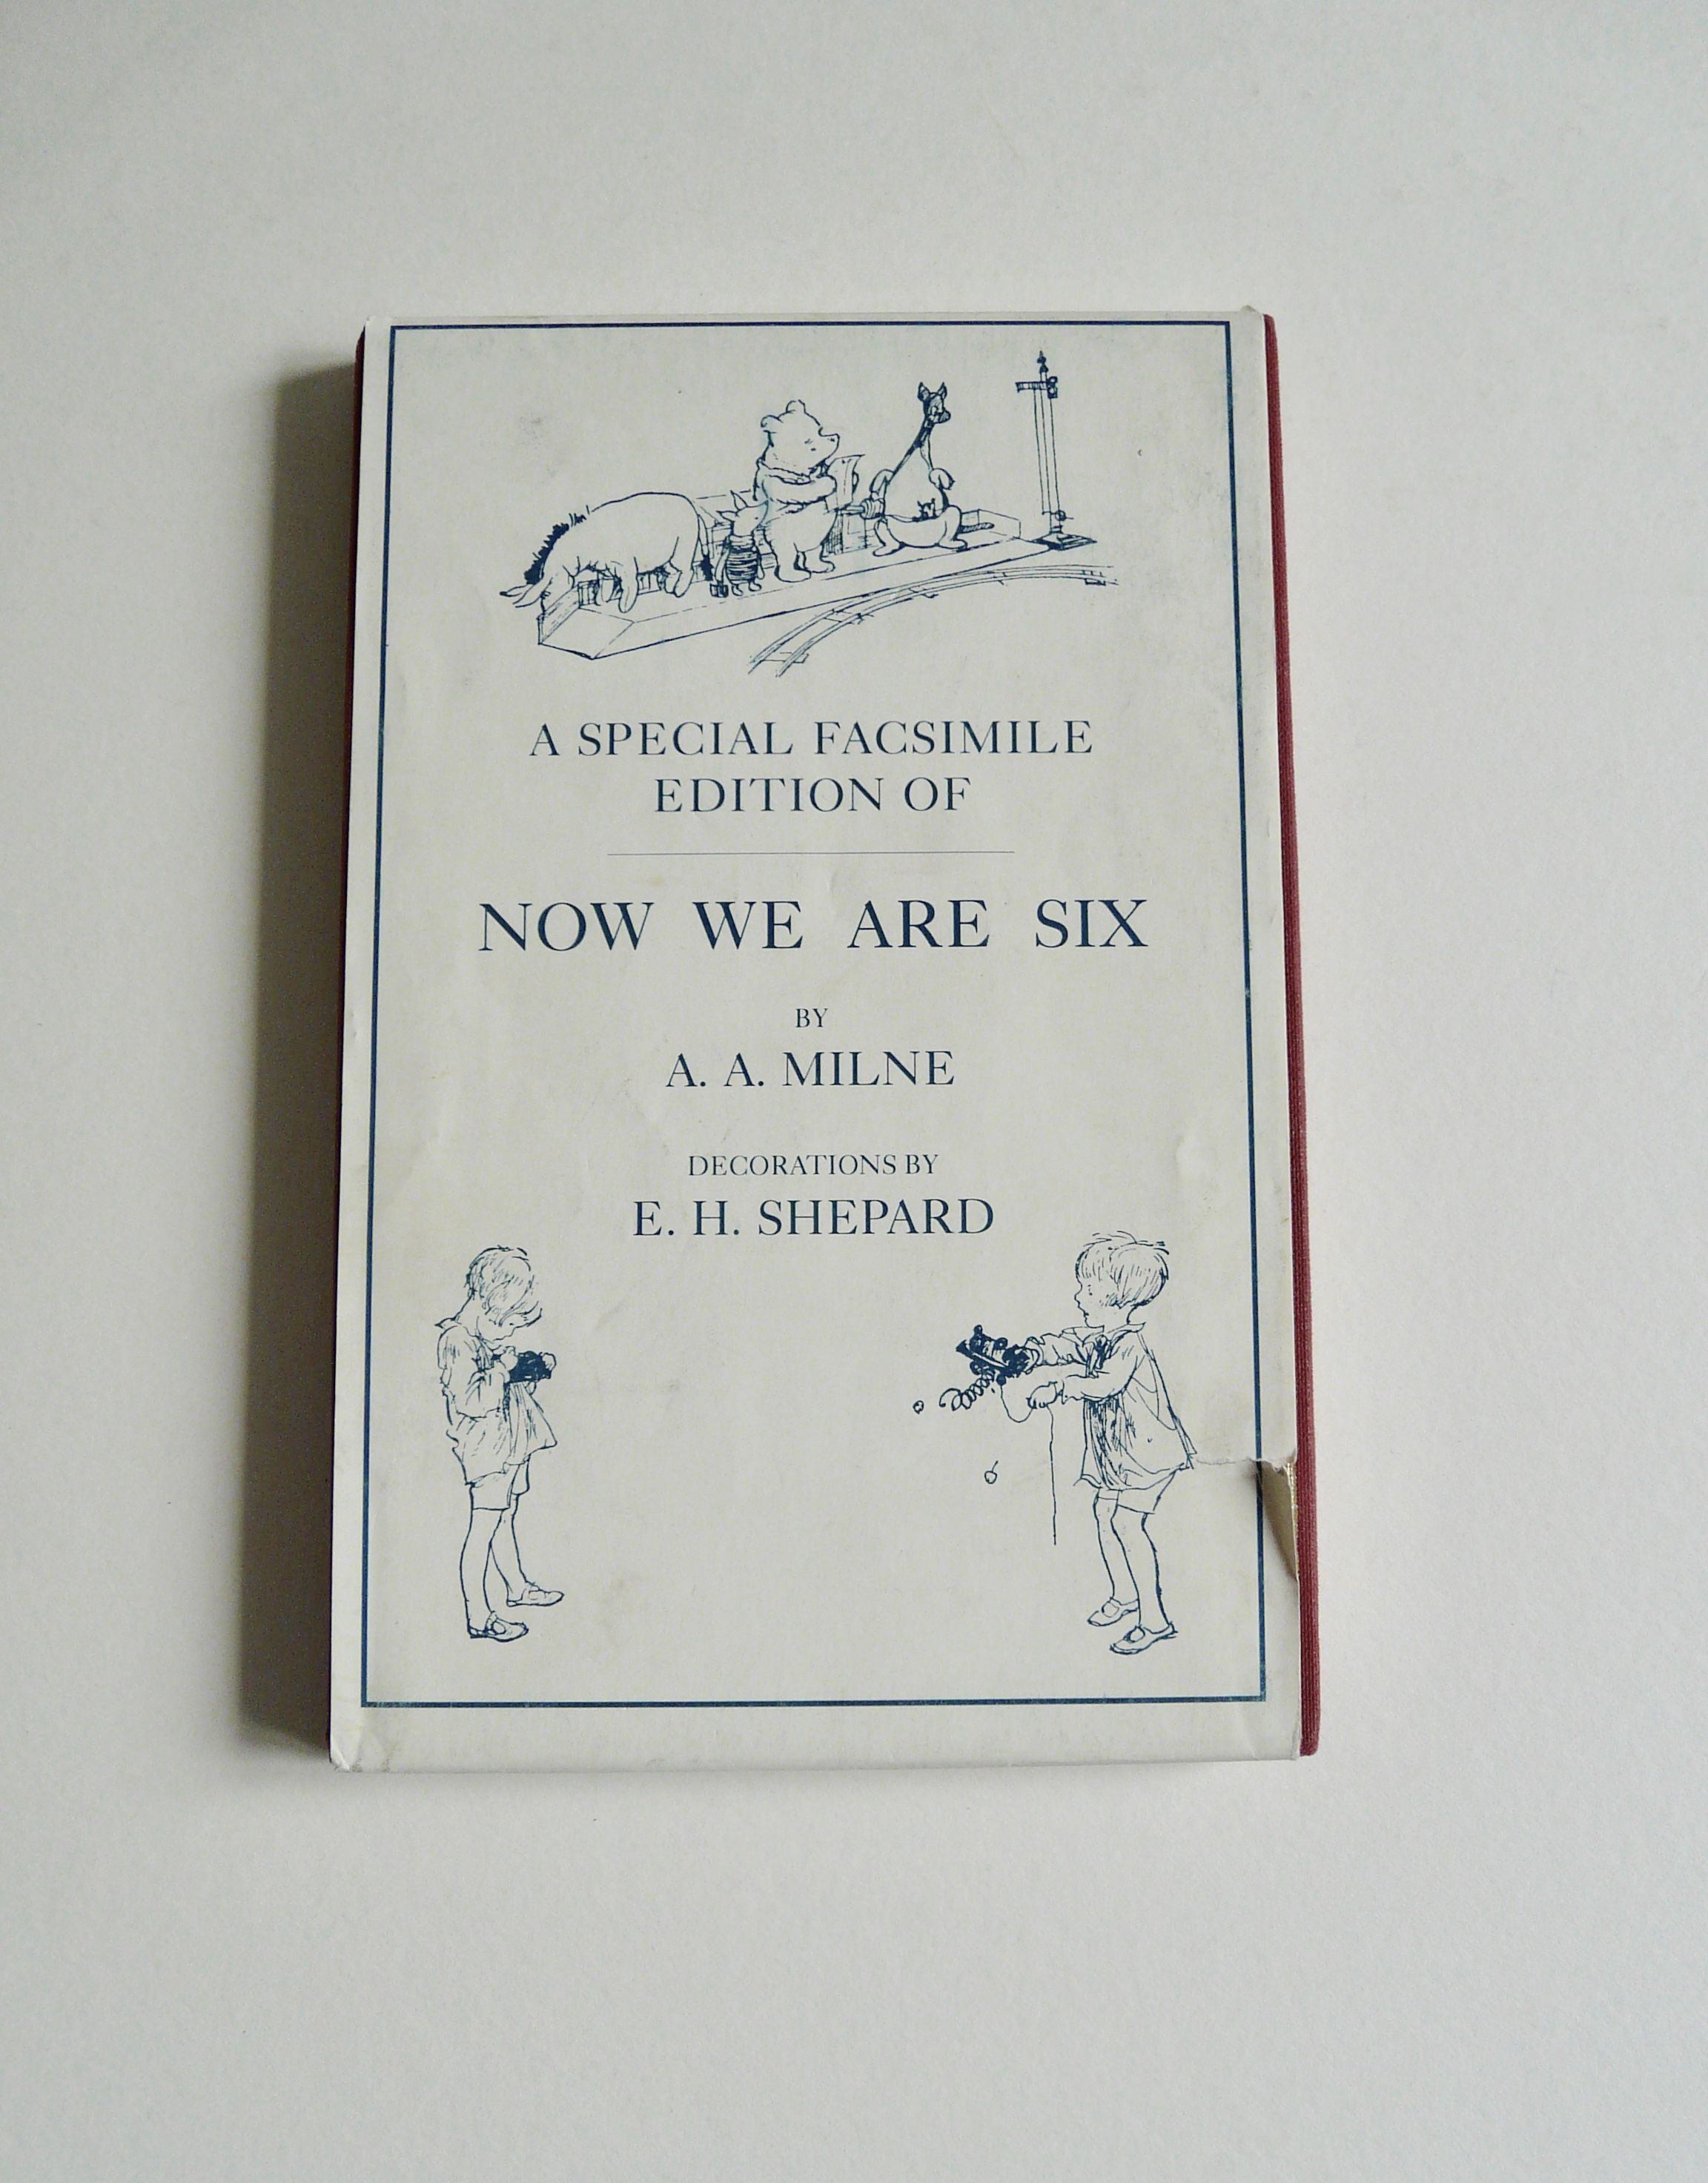 A SPECIAL FACSIMILE
EDITION OF
NOW WE ARE SIX
BY
A. A. MILNE
DECORATIONS BY
E. H. SHEPARD